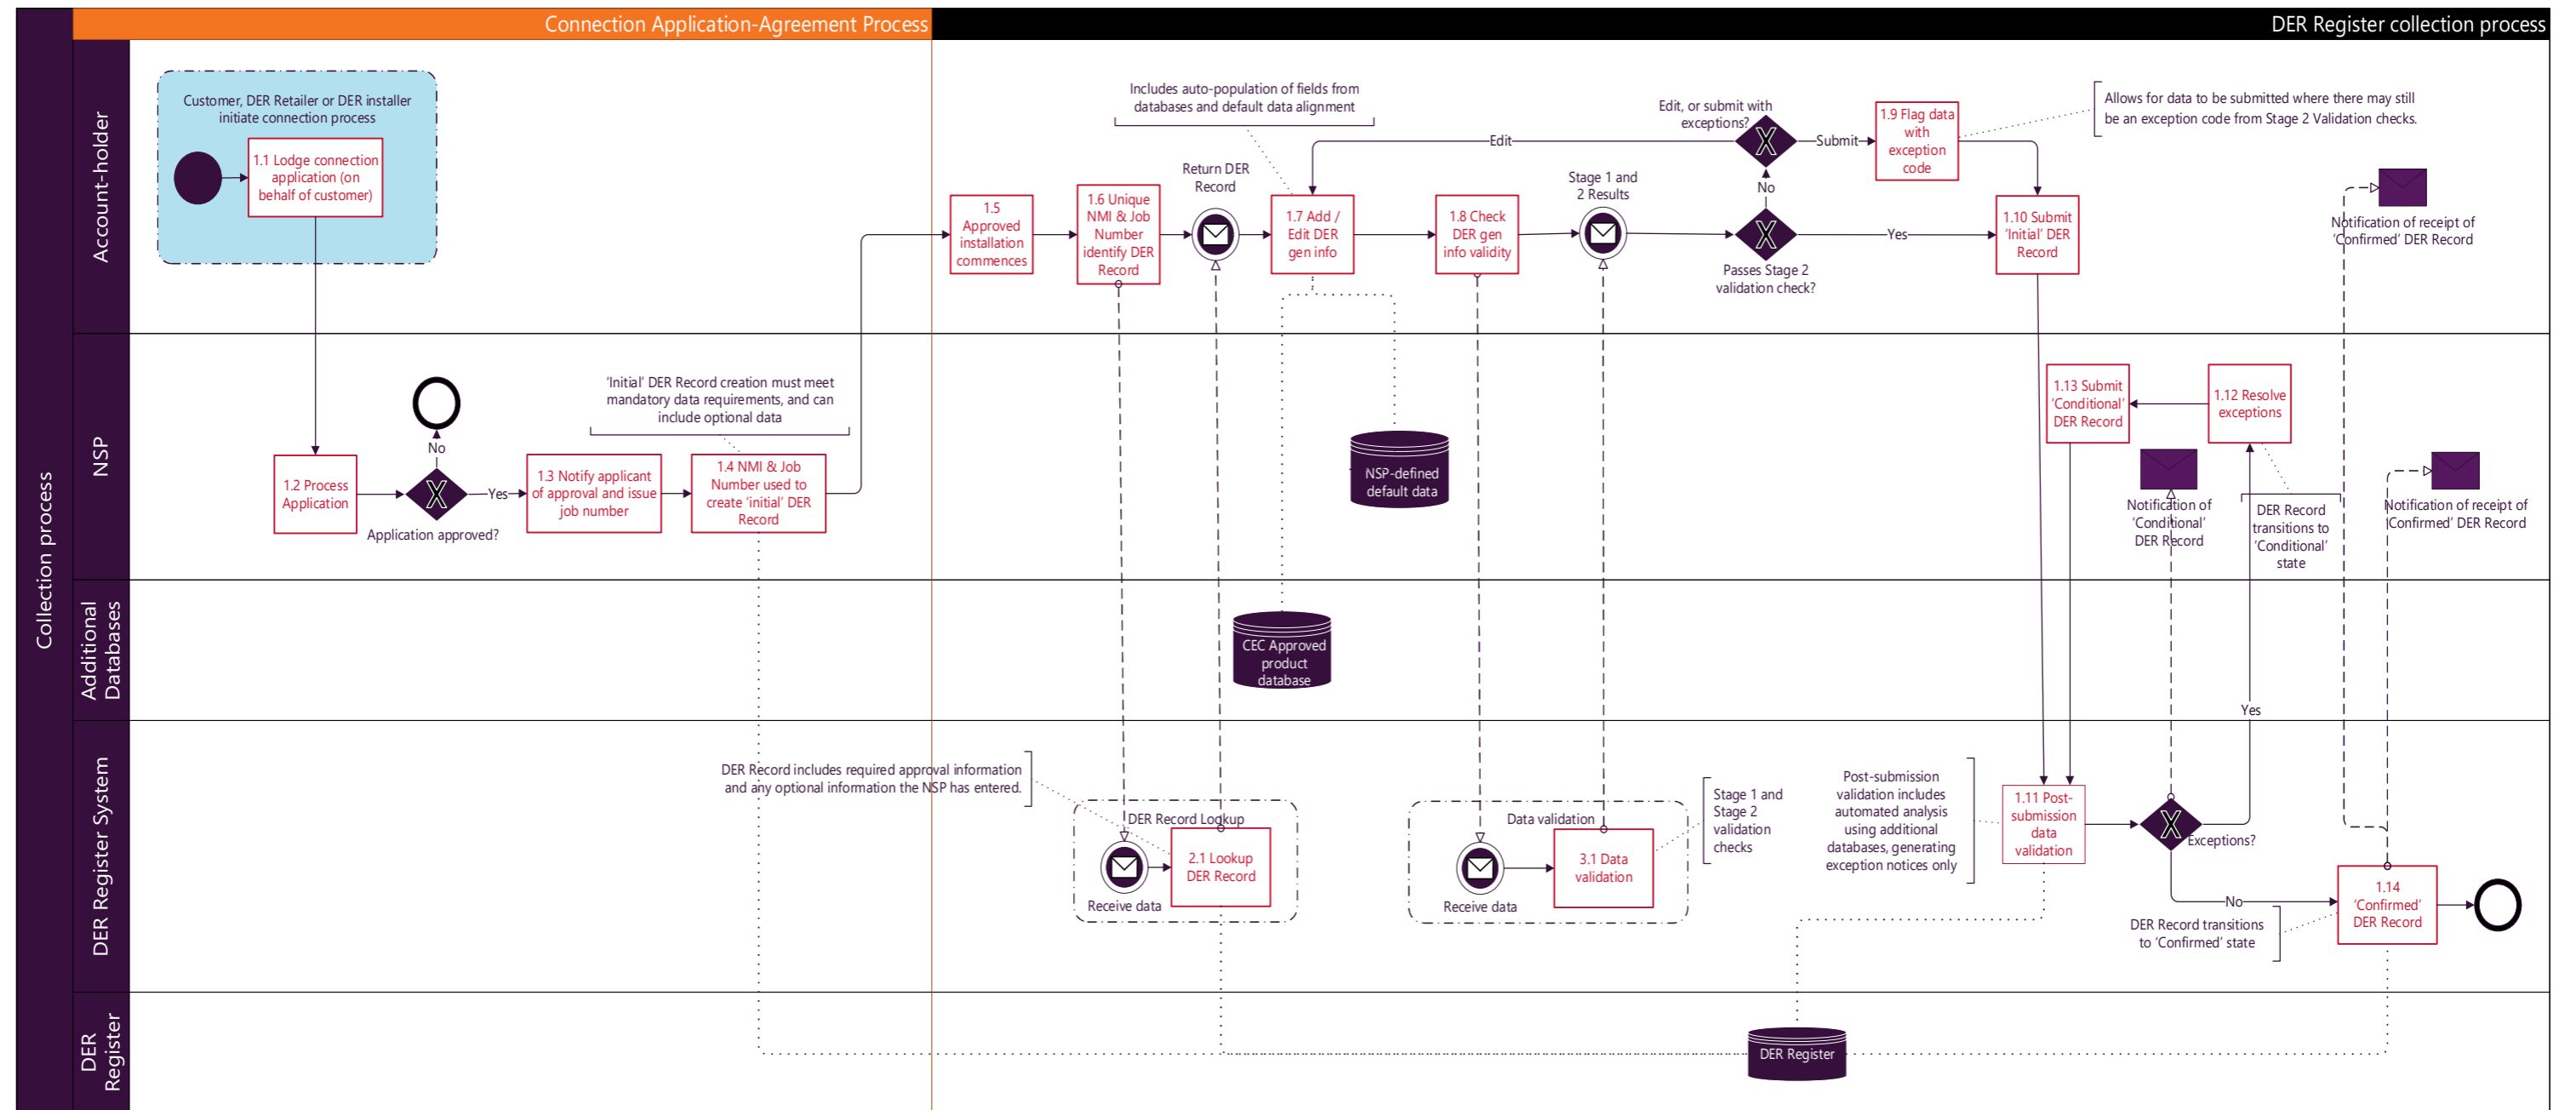 Connection Application-Agreement Process
DER Register collection process
Collection process
Account-holder
Customer, DER Retailer or DER installer
initiate connection process
1.1 Lodge connection
application (on
behalf of customer)
Includes auto-population of fields from
databases and default data alignment
Edit, or submit with
exceptions?
Edit
Submit
1.9 Flag data
with
exception
code
Allows for data to be submitted where there may still
be an exception code from Stage 2 Validation checks.
1.5
Approved
installation
commences
1.6 Unique
NMI & Job
Number
identify DER
Record
Return DER
Record
1.7 Add /
Edit DER
gen info
1.8 Check
DER gen
info validity
Stage 1 and
2 Results
No
Passes Stage 2
validation check?
Yes
1.10 Submit
'Initial' DER
Record
Notification of receipt of
'Confirmed' DER Record
NSP
1.2 Process
Application
No
Application approved?
Yes
1.3 Notify applicant
of approval and issue
job number
'Initial' DER Record creation must meet
mandatory data requirements, and can
include optional data
1.4 NMI & Job
Number used to
create 'initial' DER
Record
NSP-defined
default data
1.13 Submit
'Conditional'
DER Record
1.12 Resolve
exceptions
Notification of
'Conditional'
DER Record
DER Record
transitions to
'Conditional'
state
Notification of receipt of
'Confirmed' DER Record
Additional
Databases
CEC Approved
product
database
Yes
DER Register System
DER Record includes required approval information
and any optional information the NSP has entered.
DER Record Lookup
Receive data
2.1 Lookup
DER Record
Data validation
Receive data
3.1 Data
validation
Stage 1 and
Stage 2
validation
checks
Post-submission
validation includes
automated analysis
using additional
databases, generating
exception notices only
1.11 Post-
submission
data
validation
Exceptions?
No
DER Record transitions
to 'Confirmed' state
1.14
'Confirmed'
DER Record
DER
Register
DER Register